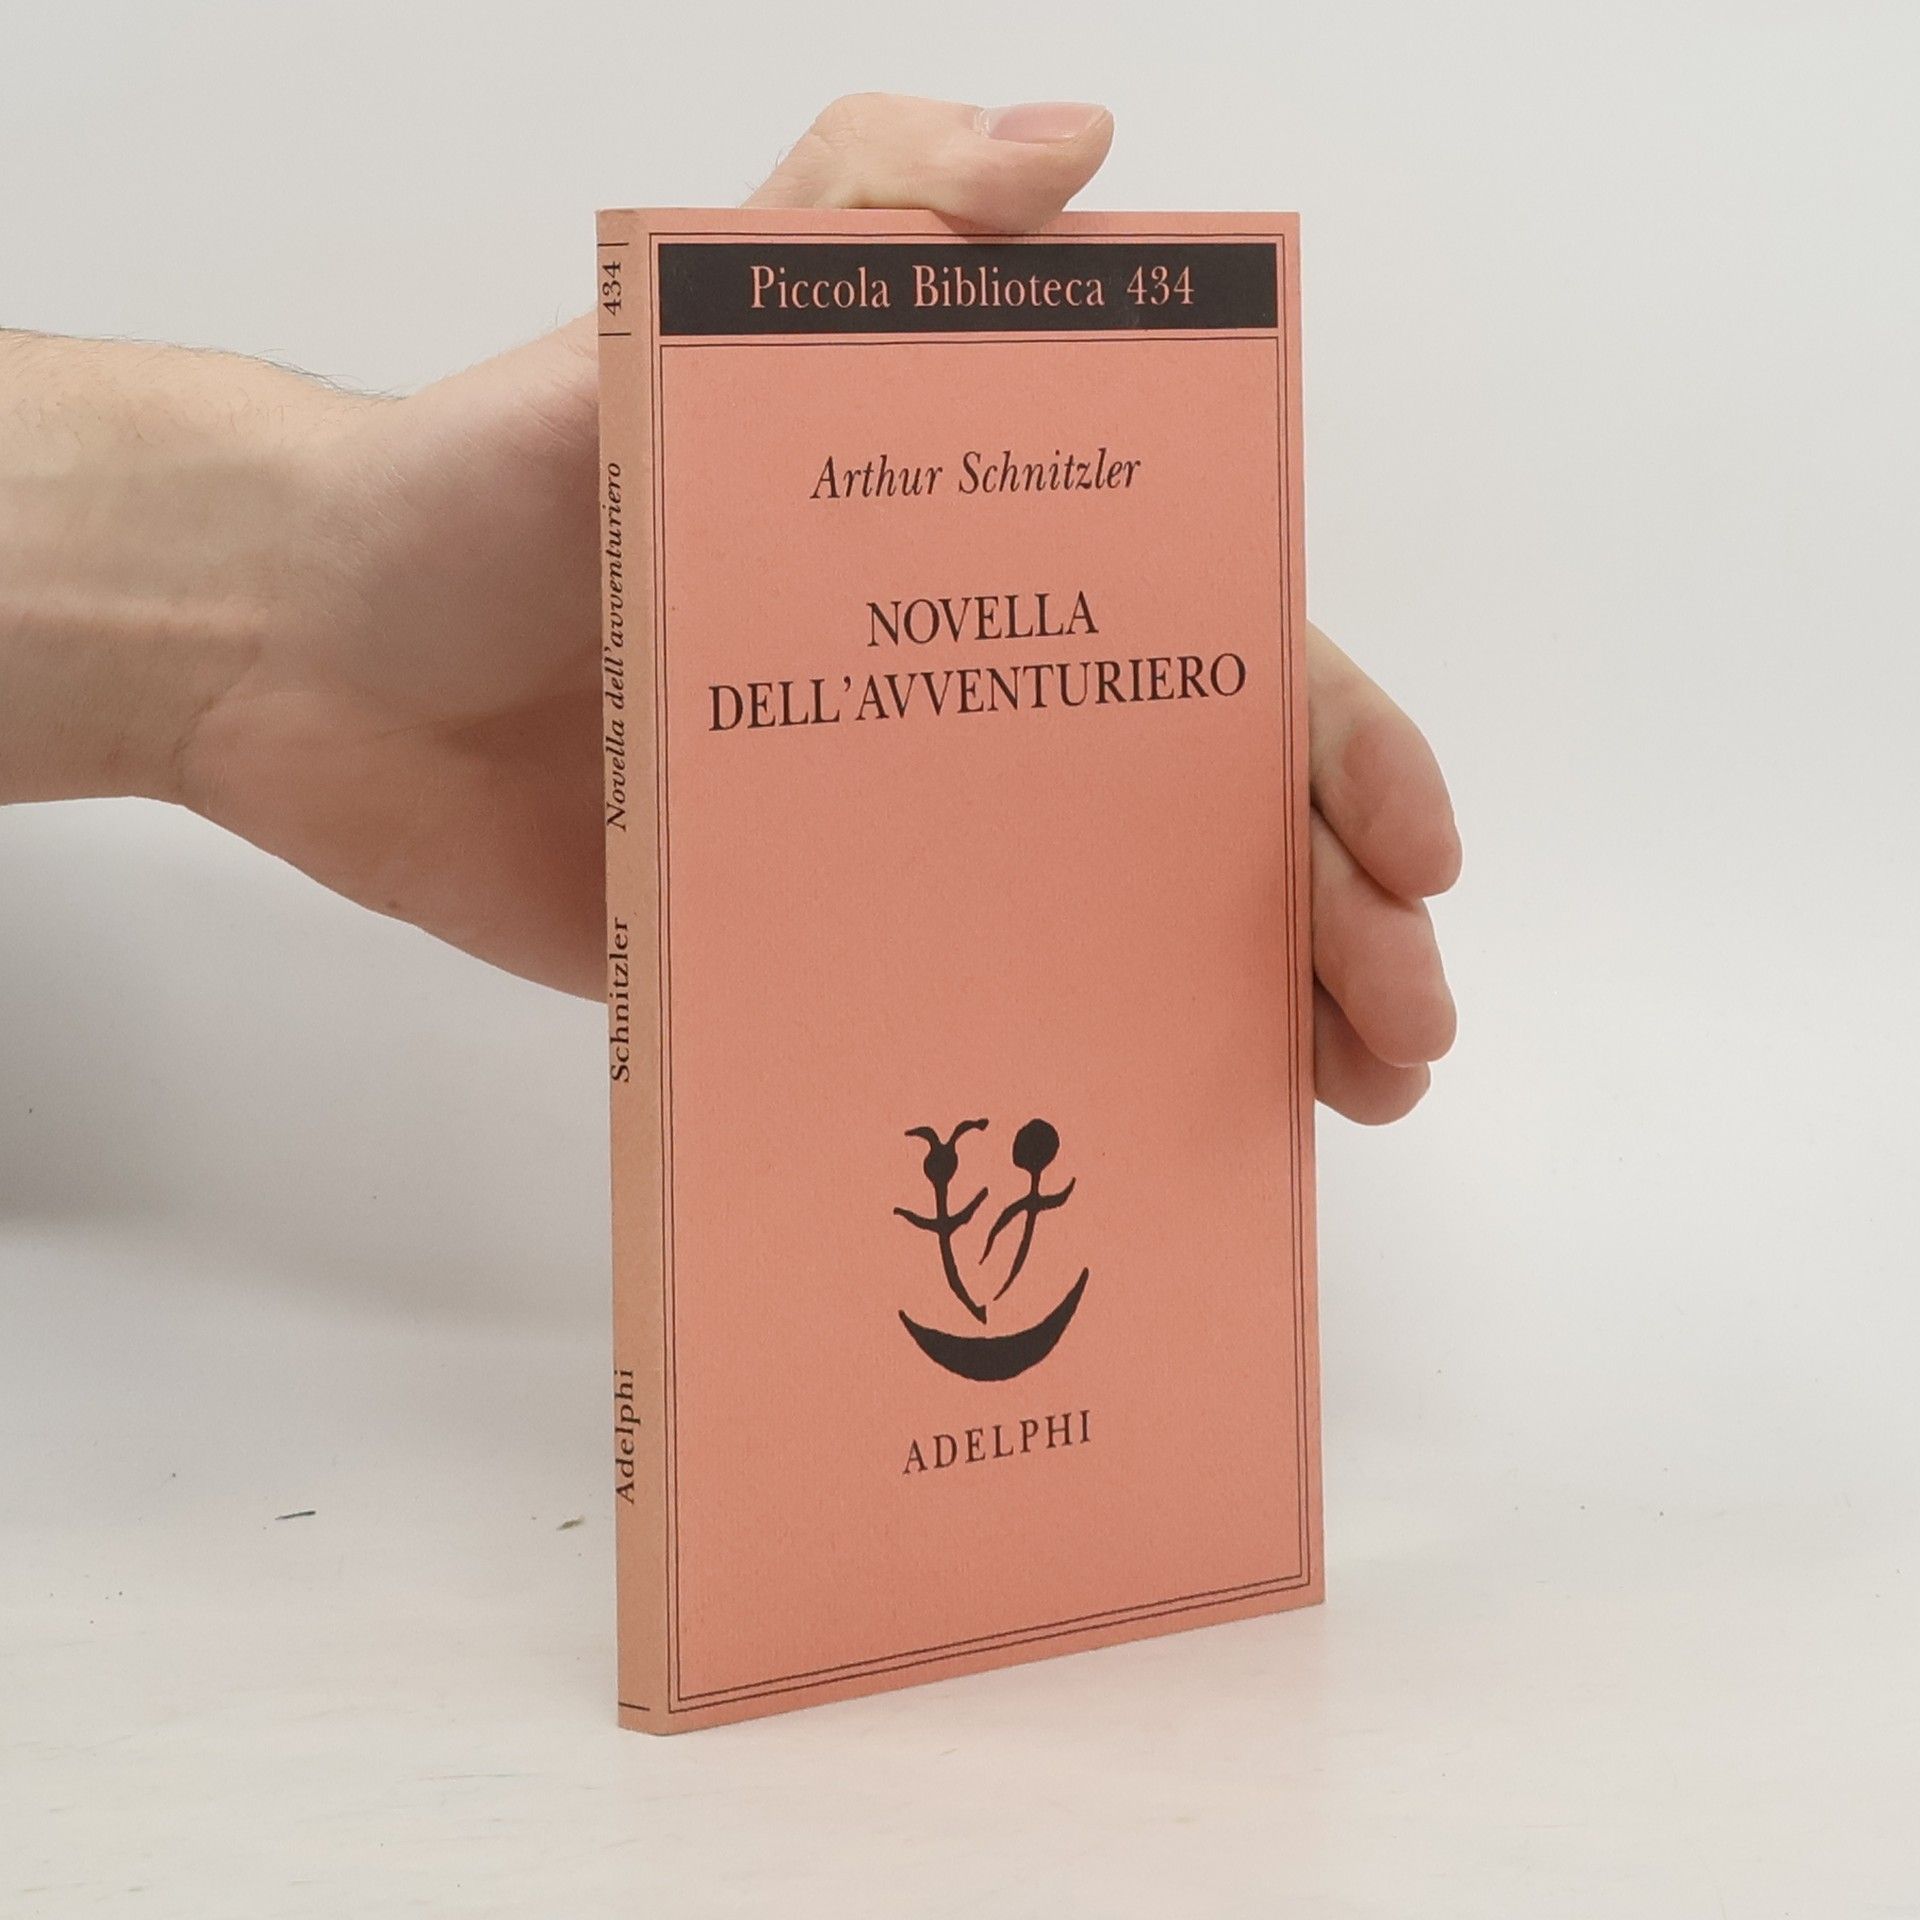 Piccola Biblioteca 434
Arthur Schnitzler
NOVELLA
DELL'AVVENTURIERO
ADELPHI
Adelphi Schnitzler Novella dell'avventuriero 434